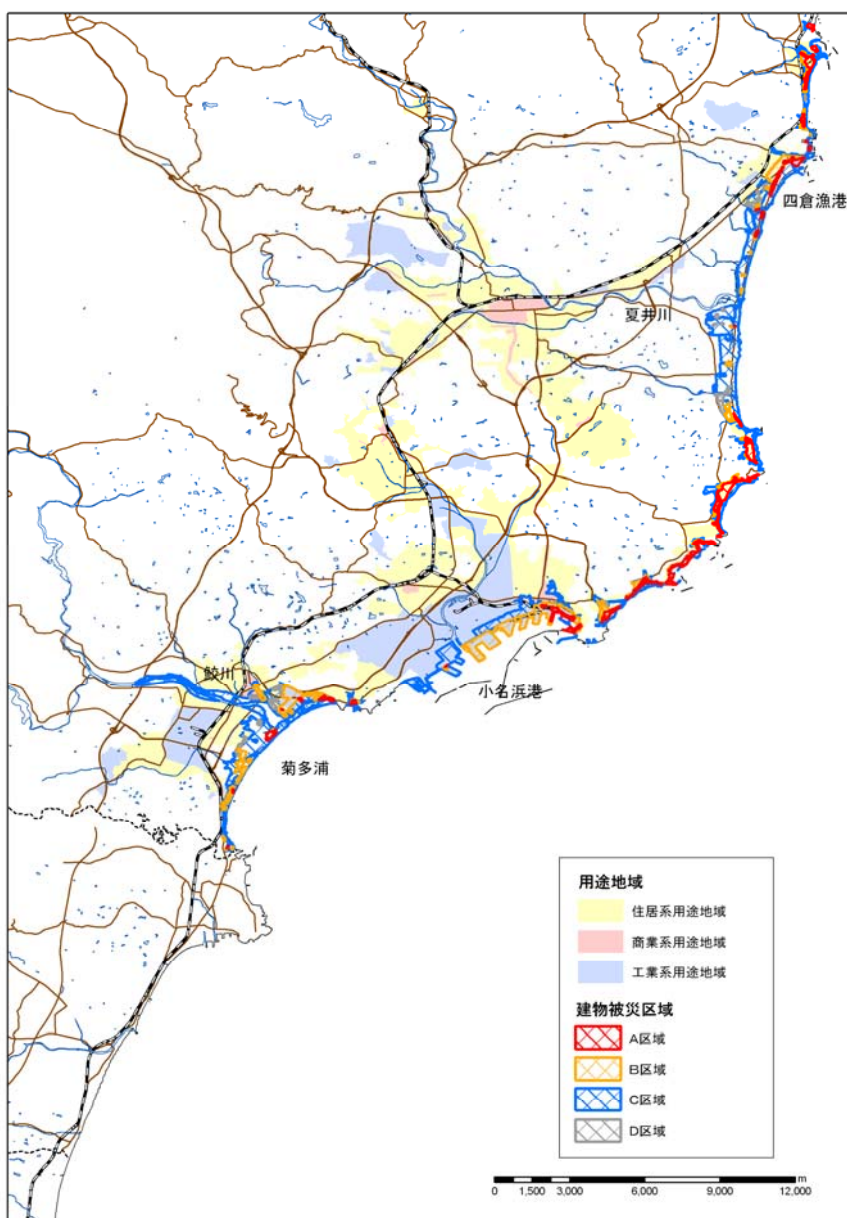 四倉漁港
夏井川
鮫川
小名浜港
菊多浦
用途地域
住居系用途地域
商業系用途地域
工業系用途地域
建物被災区域
A区域
B区域
C区域
D区域
m
0 1,500 3,000 6,000 9,000 12,000